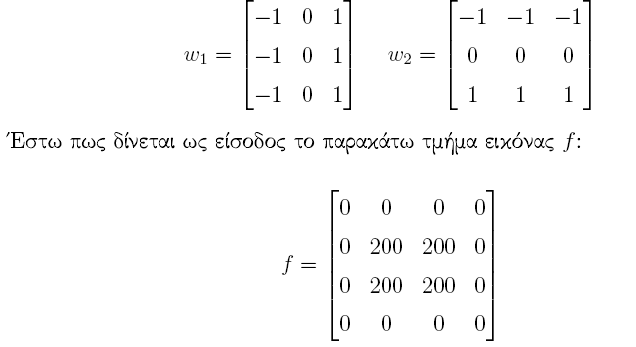 w₁ = [−1 0 1; −1 0 1; −1 0 1] w₂ = [−1 −1 −1; 0 0 0; 1 1 1]
Έστω πως δίνεται ως είσοδος το παρακάτω τμήμα εικόνας f:
f = [0 0 0 0; 0 200 200 0; 0 200 200 0; 0 0 0 0]